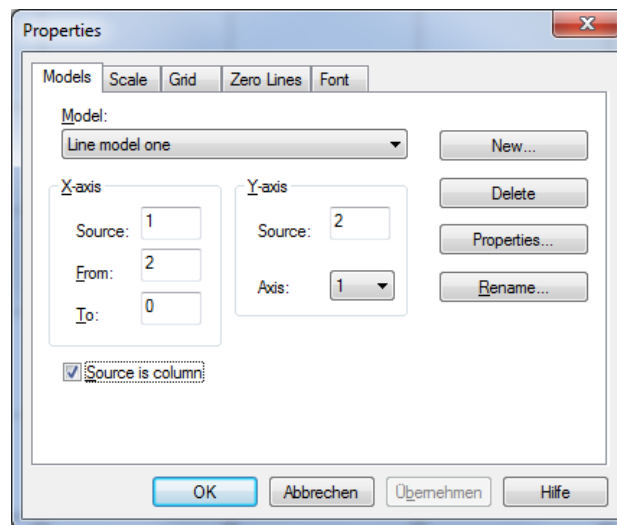 Properties
Models Scale Grid Zero Lines Font
Model:
Line model one
New...
X-axis
Y-axis
Delete
Source: 1
Source: 2
Properties...
From: 2
Axis: 1
Rename...
To: 0
Source is column
OK Abbrechen Übernehmen Hilfe